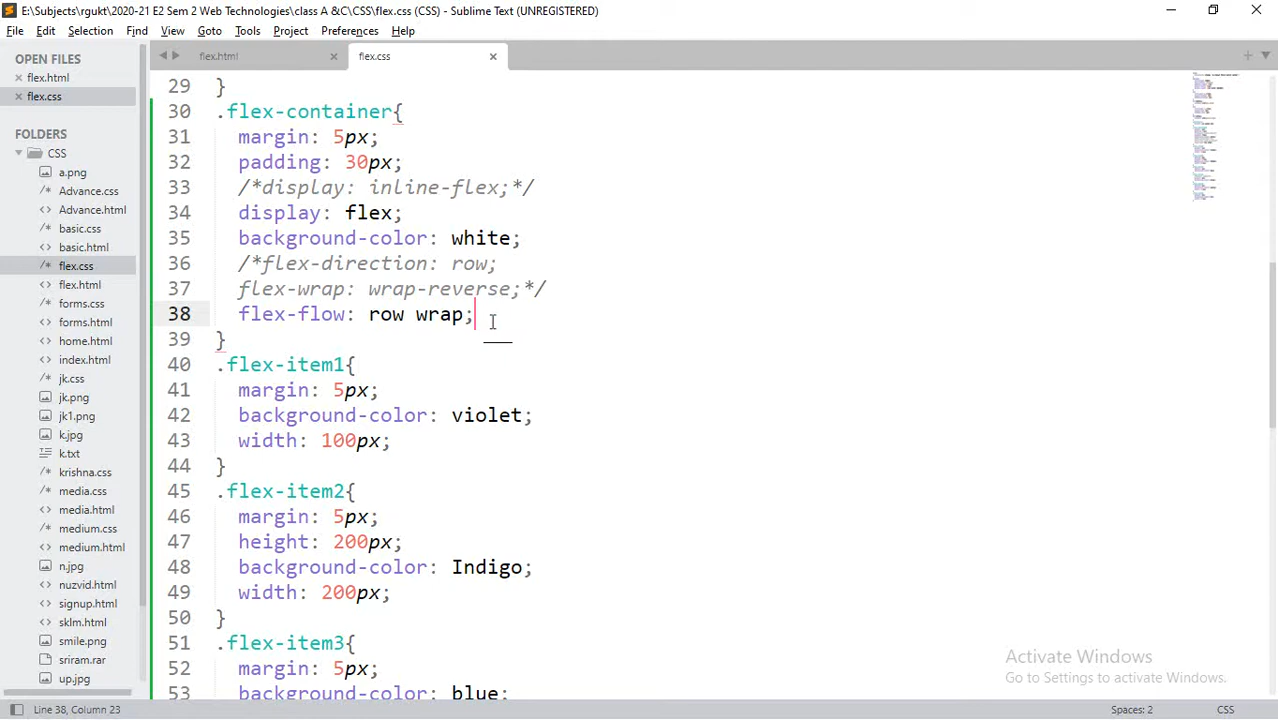 E:\Subjects\rgukt\2020-21 E2 Sem 2 Web Technologies\class A &C\CSS\flex.css (CSS) - Sublime Text (UNREGISTERED)
File Edit Selection Find View Goto Tools Project Preferences Help
OPEN FILES
flex.html
flex.css
FOLDERS
CSS
a.png
Advance.css
Advance.html
basic.css
basic.html
flex.css
flex.html
forms.css
forms.html
home.html
index.html
jk.css
jk.png
jk1.png
k.jpg
k.txt
krishna.css
media.css
media.html
medium.css
medium.html
n.jpg
nuzvid.html
signup.html
sklm.html
smile.png
sriram.rar
up.jpg
flex.html flex.css
29 }
30 .flex-container{
31 margin: 5px;
32 padding: 30px;
33 /*display: inline-flex;*/
34 display: flex;
35 background-color: white;
36 /*flex-direction: row;
37 flex-wrap: wrap-reverse;*/
38 flex-flow: row wrap;
39 }
40 .flex-item1{
41 margin: 5px;
42 background-color: violet;
43 width: 100px;
44 }
45 .flex-item2{
46 margin: 5px;
47 height: 200px;
48 background-color: Indigo;
49 width: 200px;
50 }
51 .flex-item3{
52 margin: 5px;
53 background-color: blue;
Activate Windows
Go to Settings to activate Windows.
Line 38, Column 23 Spaces: 2 CSS